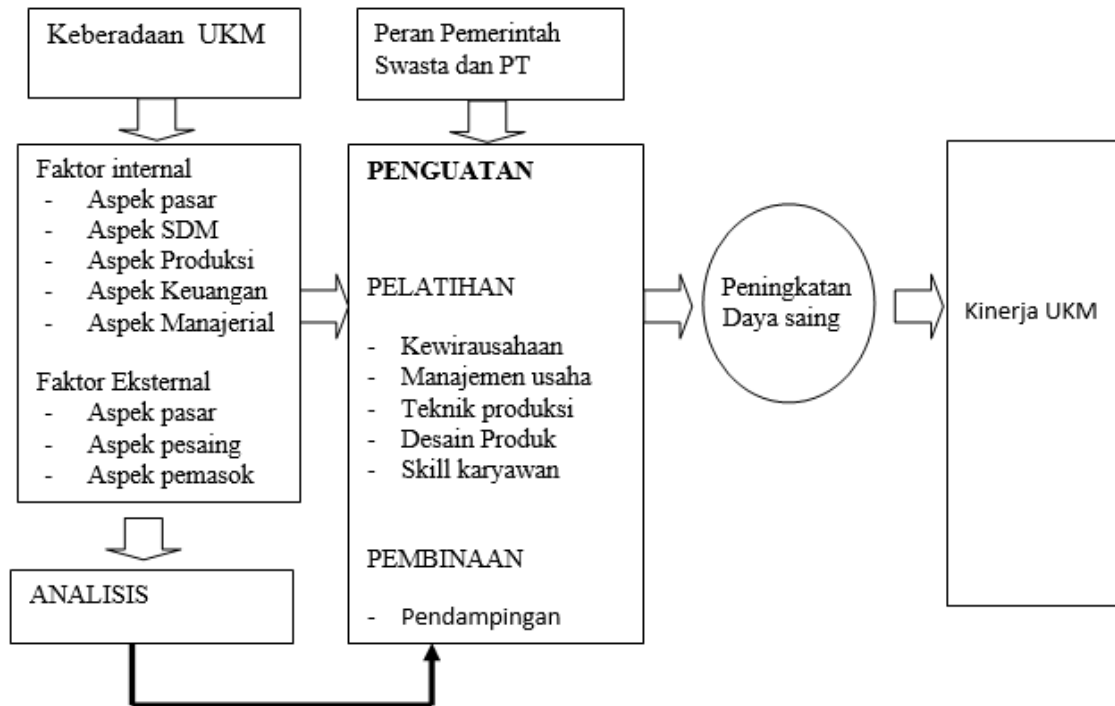 Keberadaan UKM
Peran Pemerintah
Swasta dan PT
Faktor internal
- Aspek pasar
- Aspek SDM
- Aspek Produksi
- Aspek Keuangan
- Aspek Manajerial
Faktor Eksternal
- Aspek pasar
- Aspek pesaing
- Aspek pemasok
ANALISIS
PENGUATAN
PELATIHAN
- Kewirausahaan
- Manajemen usaha
- Teknik produksi
- Desain Produk
- Skill karyawan
PEMBINAAN
- Pendampingan
Peningkatan
Daya saing
Kinerja UKM